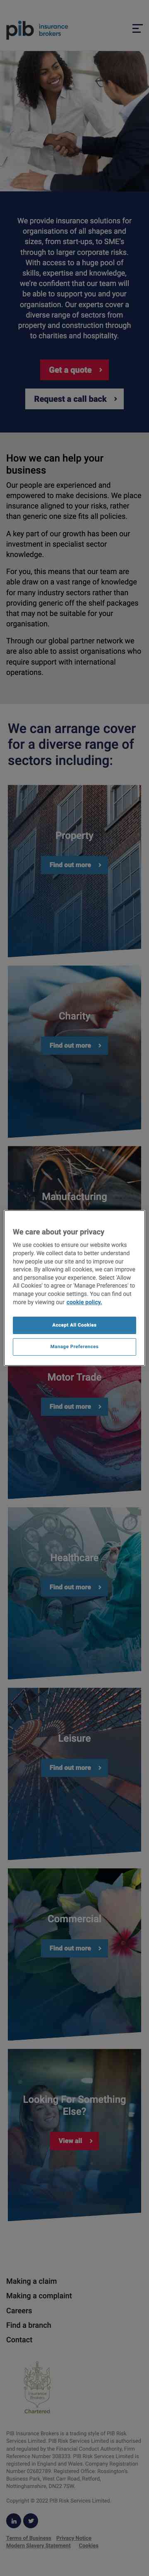 pib Insurance
brokers
We provide insurance solutions for
organisations of all shapes and
sizes, from start-ups, to SME's
through to larger corporate risks.
With access to a huge pool of
skills, expertise and knowledge,
we're confident that our team will
be able to support you and your
organisation. Our experts cover a
diverse range of sectors from
property and construction through
to charities and hospitality.
Get a quote
Request a call back
How we can help your
business
Our people are experienced and
empowered to make decisions. We place
insurance aligned to your risks, rather
than generic one size fits all policies.
A key part of our growth has been our
investment in specialist sector
knowledge.
For you, this means that our team are
able draw on a vast range of knowledge
for many industry sectors rather than
providing generic off the shelf packages
that may not be suitable for your
organisation.
Through our global partner network we
are also able to assist organisations who
require support with international
operations.
We can arrange cover
for a diverse range of
sectors including:
Property
Find out more
Charity
Find out more
Manufacturing
We care about your privacy
We use cookies to ensure our website works
properly. We collect data to understand
how people use our services and improve our
services. By allowing all cookies, we can improve
and personalise your experience. Select 'Allow
All Cookies' to agree or 'Manage Preferences' to
manage your cookie settings. You can find out
more by viewing our cookie policy.
Accept All Cookies
Manage Preferences
Motor Trade
Find out more
Healthcare
Find out more
Leisure
Find out more
Commercial
Find out more
Looking For Something
Else?
View all
Making a claim
Making a complaint
Careers
Find a branch
Contact
Chartered
PIB Insurance Brokers is a trading style of PIB Risk
Services Limited. PIB Risk Services Limited is authorised
and regulated by the Financial Conduct Authority, Firm
Reference Number 308333. PIB Risk Services Limited is
registered in England and Wales. Company Registration
Number 02682789. Registered Office: Rossington's
Business Park, West Carr Road, Retford,
Nottinghamshire, DN22 7SW.
Copyright © 2022 PIB Risk Services Limited.
Terms of Business Privacy Notice
Modern Slavery Statement Cookies